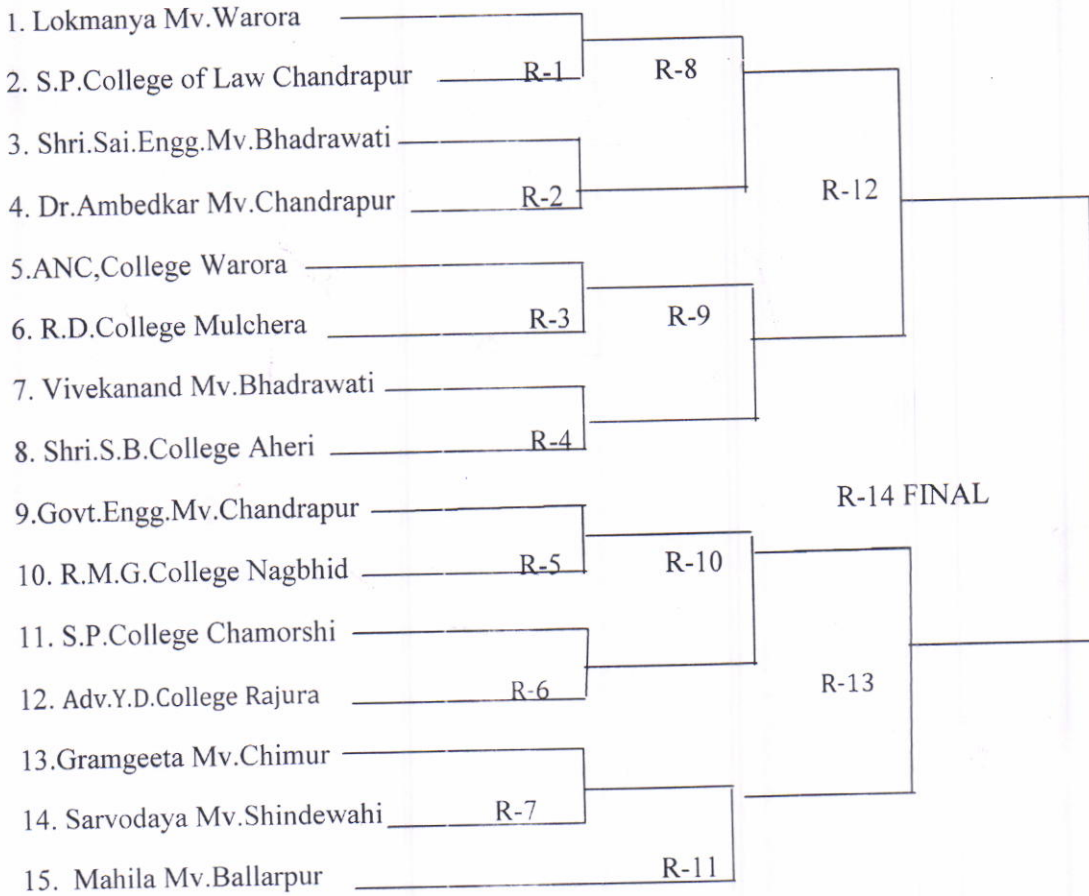 1. Lokmanya Mv.Warora
2. S.P.College of Law Chandrapur
R-1
R-8
3. Shri.Sai.Engg.Mv.Bhadrawati
4. Dr.Ambedkar Mv.Chandrapur
R-2
R-12
5.ANC,College Warora
6. R.D.College Mulchera
R-3
R-9
7. Vivekanand Mv.Bhadrawati
8. Shri.S.B.College Aheri
R-4
R-14 FINAL
9.Govt.Engg.Mv.Chandrapur
10. R.M.G.College Nagbhid
R-5
R-10
11. S.P.College Chamorshi
12. Adv.Y.D.College Rajura
R-6
R-13
13.Gramgeeta Mv.Chimur
14. Sarvodaya Mv.Shindewahi
R-7
15. Mahila Mv.Ballarpur
R-11